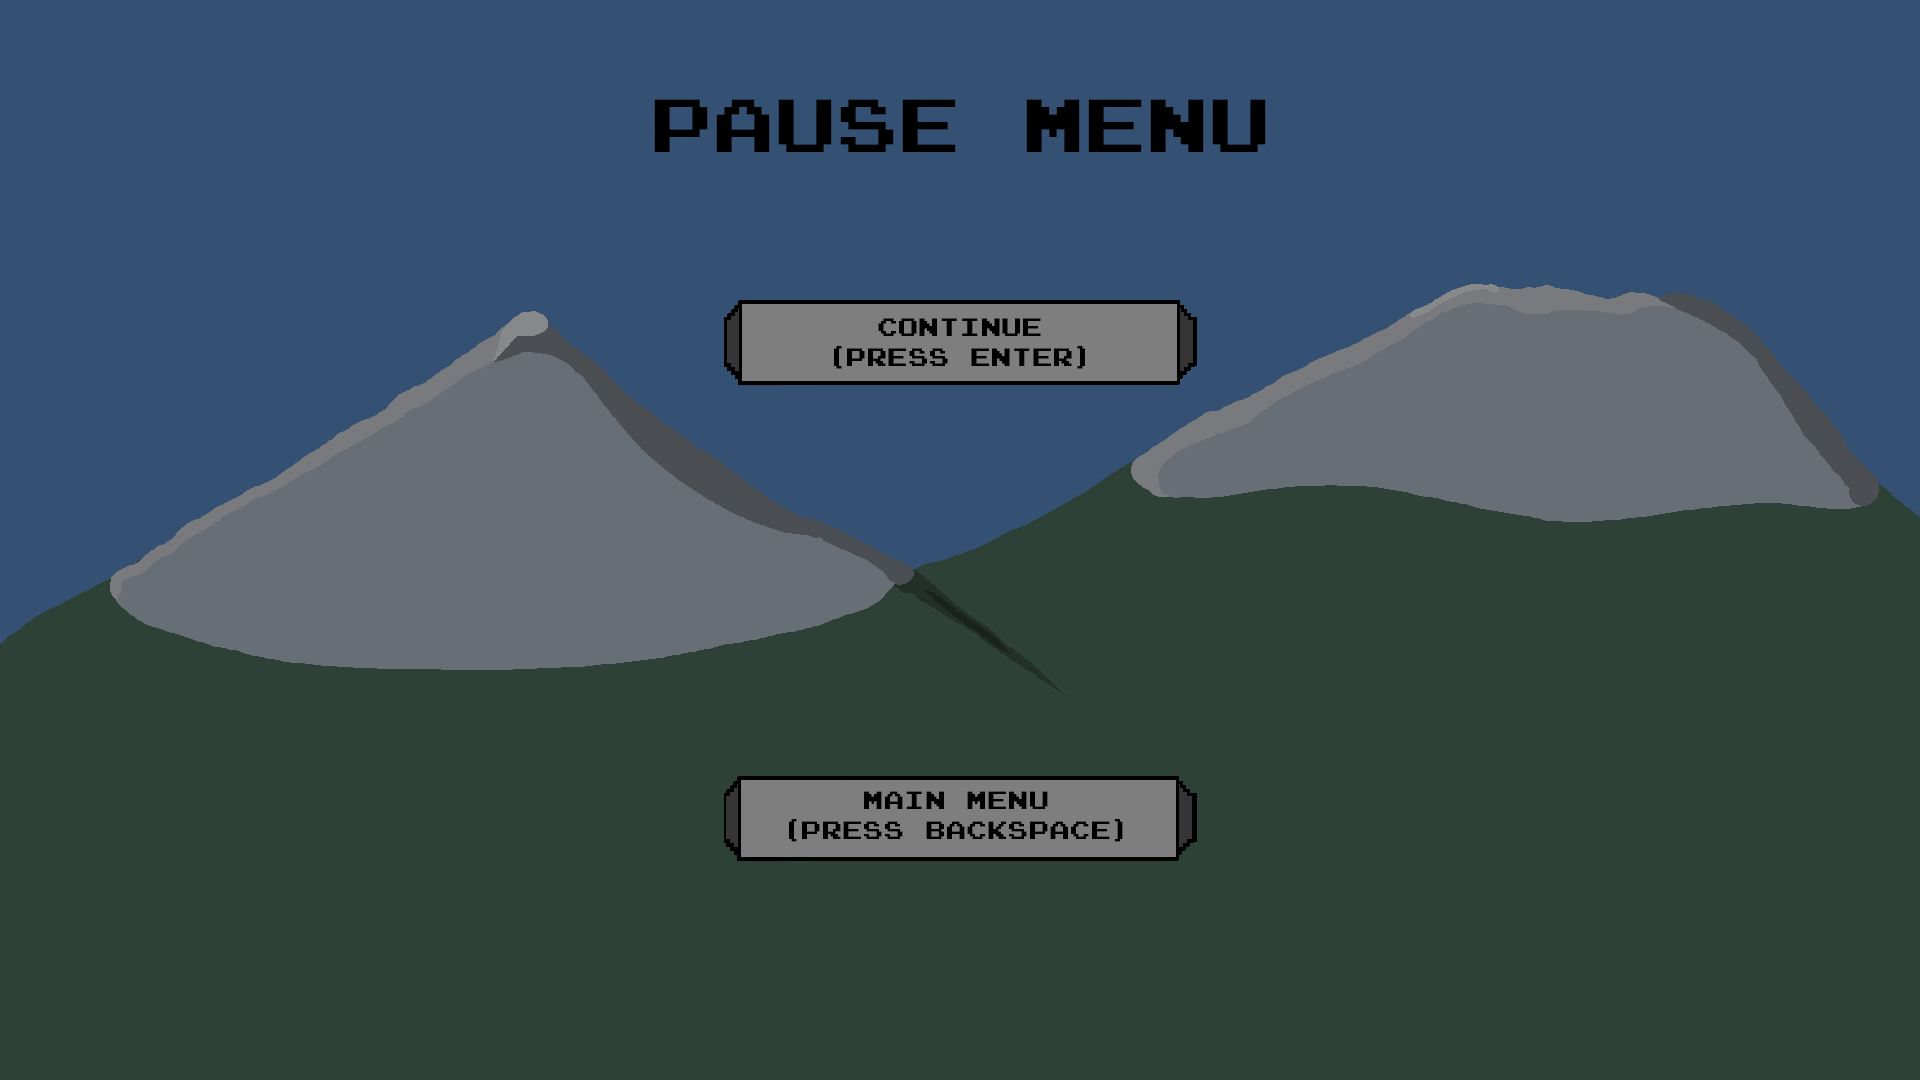 PAUSE MENU
CONTINUE
(PRESS ENTER)
MAIN MENU
(PRESS BACKSPACE)